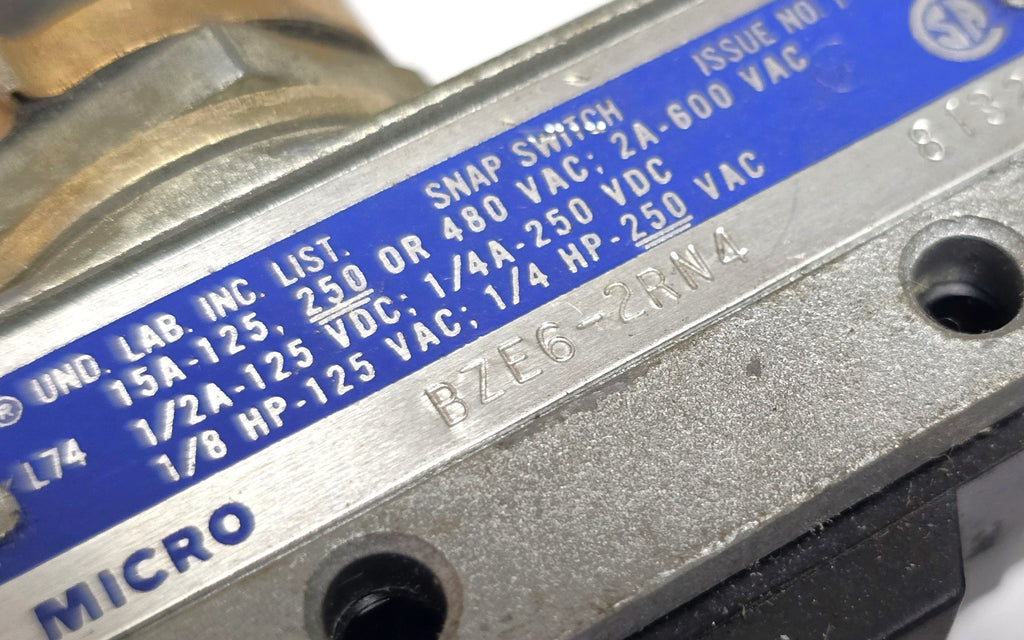 ISSUE NO.
SNAP SWITCH
® UND. LAB. INC. LIST.
15A-125, 250 OR 480 VAC; 2A-600 VAC
1/2A-125 VDC; 1/4A-250 VDC
L74 1/8 HP-125 VAC; 1/4 HP-250 VAC
BZE6-2RN4
MICRO
SA